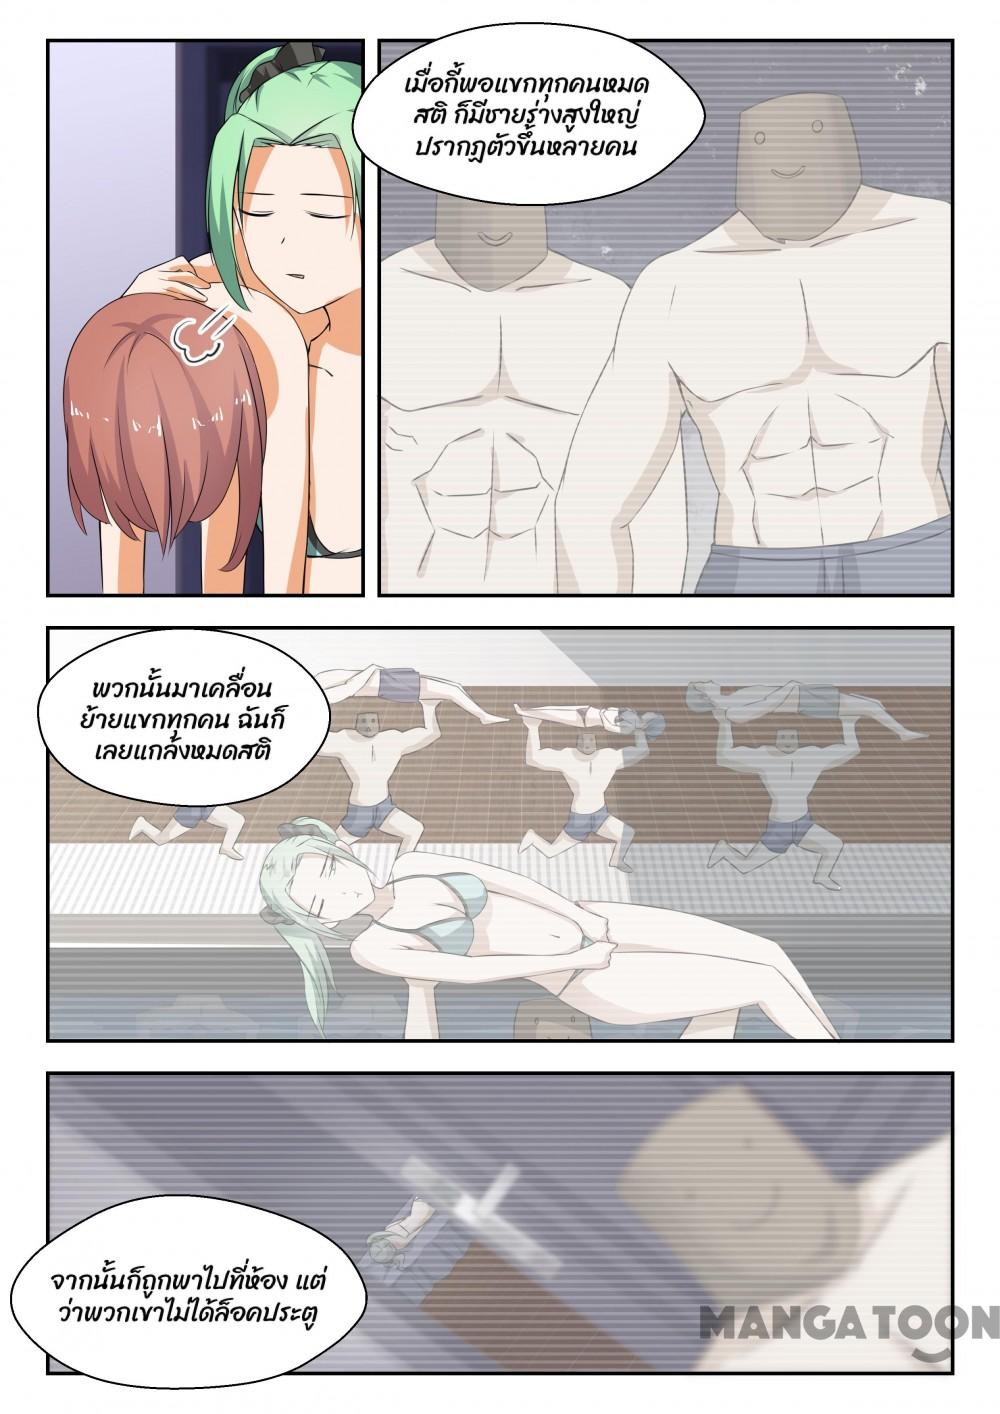 เมื่อกี้พอแขกทุกคนหมด
สติ ก็มีชายร่างสูงใหญ่
ปรากฏตัวขึ้นหลายคน
พวกนั้นมาเคลื่อน
ย้ายแขกทุกคน ฉันก็
เลยแกล้งหมดสติ
จากนั้นก็ถูกพาไปที่ห้อง แต่
ว่าพวกเขาไม่ได้ล็อคประตู
MANGATOON